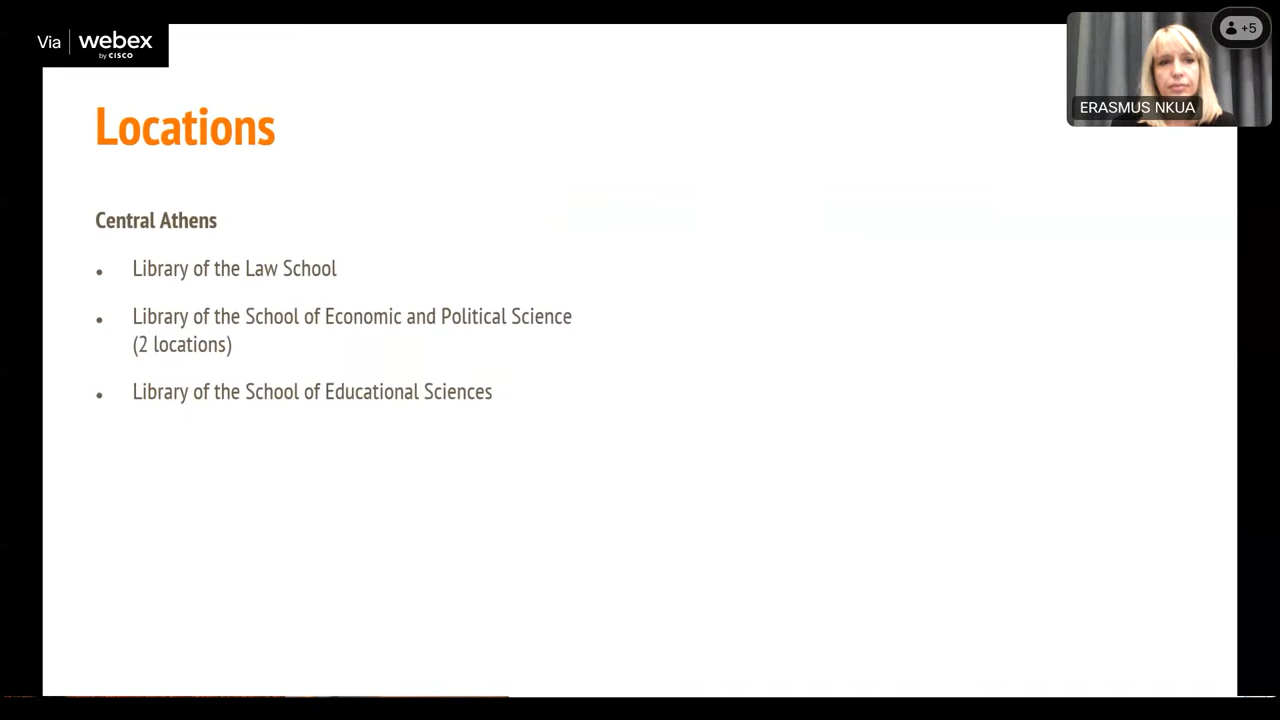 Via webex
by CISCO
+5
ERASMUS NKUA
Locations
Central Athens
• Library of the Law School
• Library of the School of Economic and Political Science
(2 locations)
• Library of the School of Educational Sciences